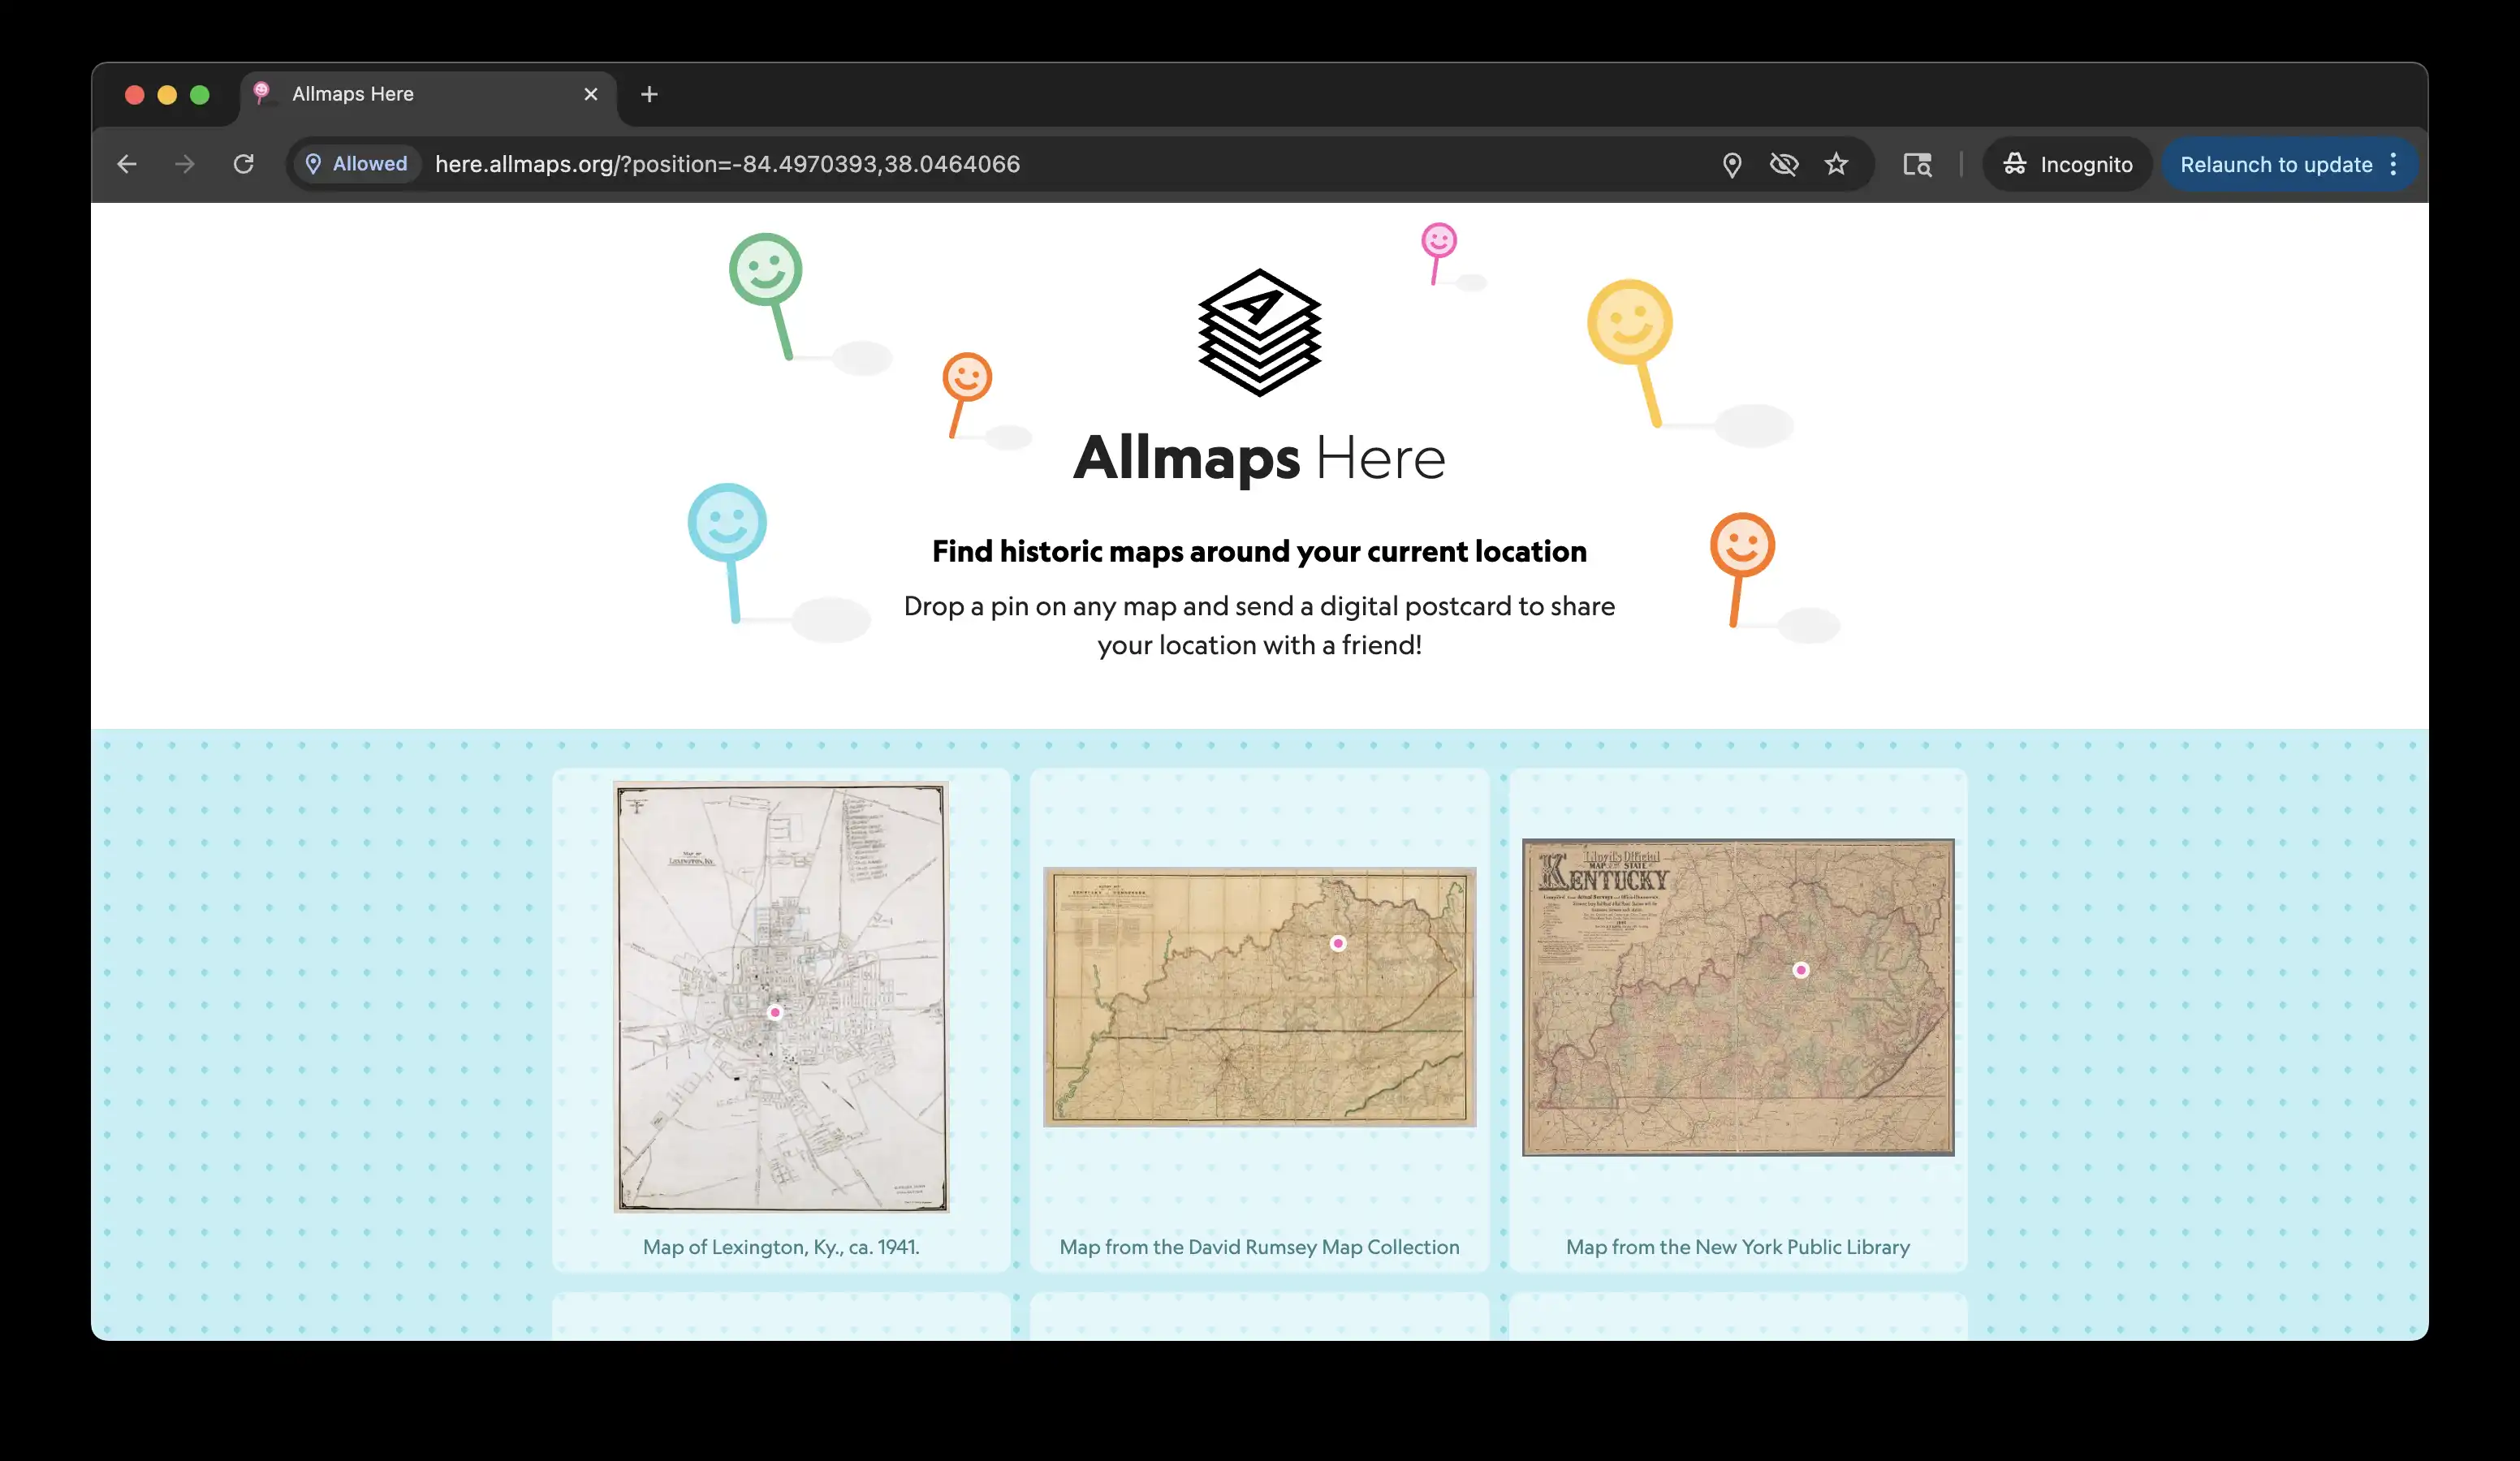 Allmaps Here
Allowed
here.allmaps.org/?position=-84.4970393,38.0464066
Incognito
Relaunch to update
A
Allmaps Here
Find historic maps around your current location
Drop a pin on any map and send a digital postcard to share
your location with a friend!
MAP OF
LEXINGTON, KY.
KENTUCKY TENNESSEE
Lloyd's Official
MAP OF THE STATE OF
KENTUCKY
Map of Lexington, Ky., ca. 1941.
Map from the David Rumsey Map Collection
Map from the New York Public Library